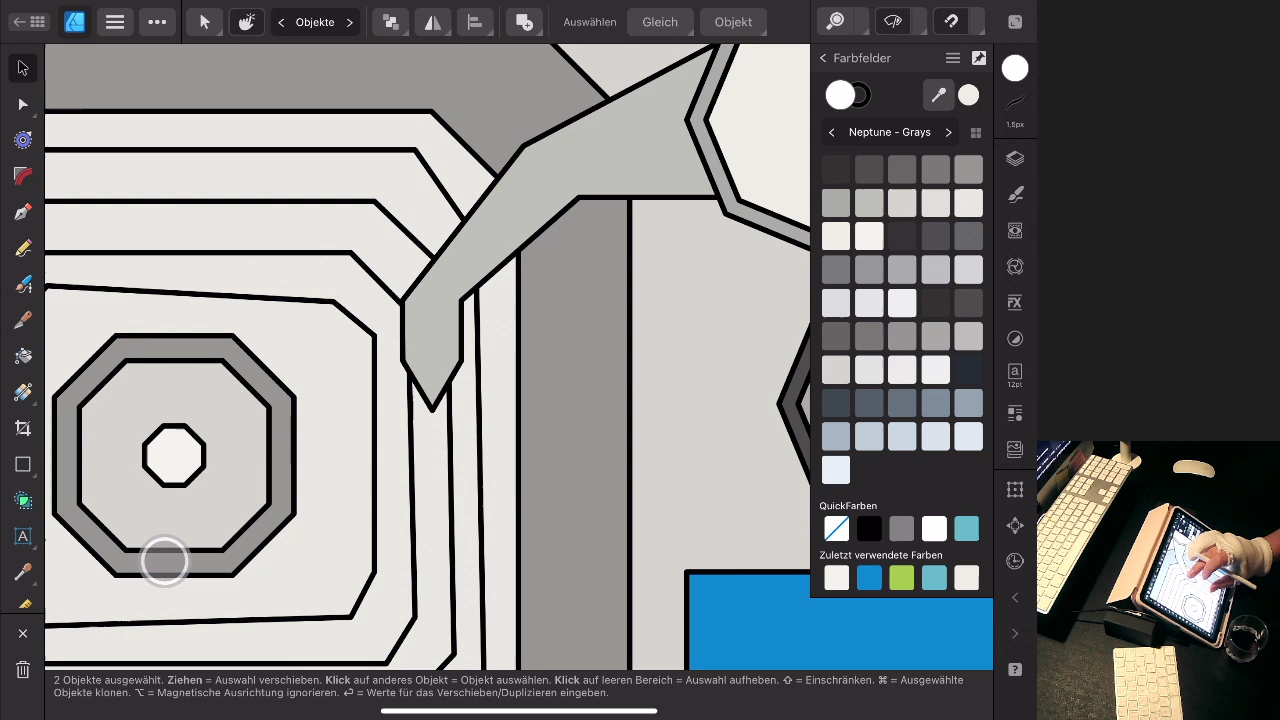 Objekte
Auswählen
Gleich
Objekt
Farbfelder
Neptune - Grays
1,5px
FX
a
12pt
A
QuickFarben
Zuletzt verwendete Farben
?
2 Objekte ausgewählt. Ziehen = Auswahl verschieben. Klick auf anderes Objekt = Objekt auswählen. Klick auf leeren Bereich = Auswahl aufheben. ⇧ = Einschränken. ⌘ = Ausgewählte
Objekte klonen. ⌥ = Magnetische Ausrichtung ignorieren. ⏎ = Werte für das Verschieben/Duplizieren eingeben.